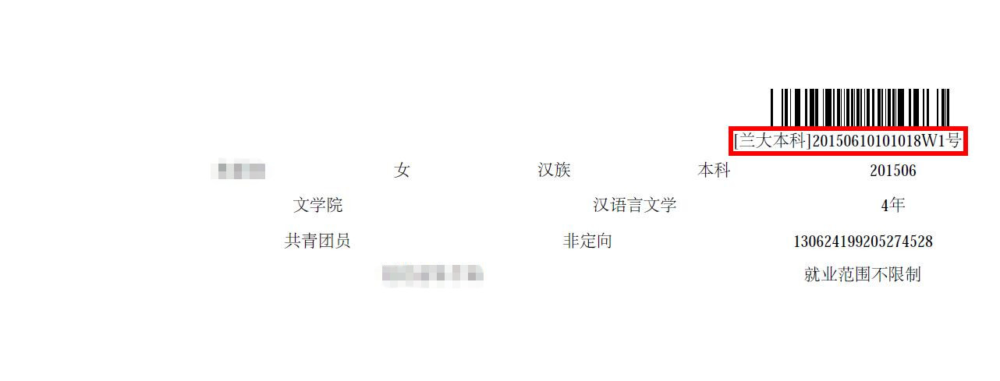 [兰大本科]20150610101018W1号
女 汉族 本科 201506
文学院 汉语言文学 4年
共青团员 非定向 130624199205274528
就业范围不限制